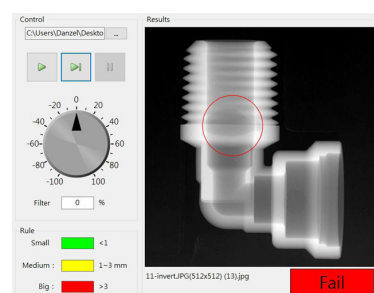 Control
C:\Users\Danzel\Deskto ...
Results
-20 0 20
-40 40
-60 60
-80 80
-100 100
Filter 0 %
Rule
Small <1
Medium : 1~3 mm
Big : >3
11-invert.JPG(512x512) (13).jpg
Fail